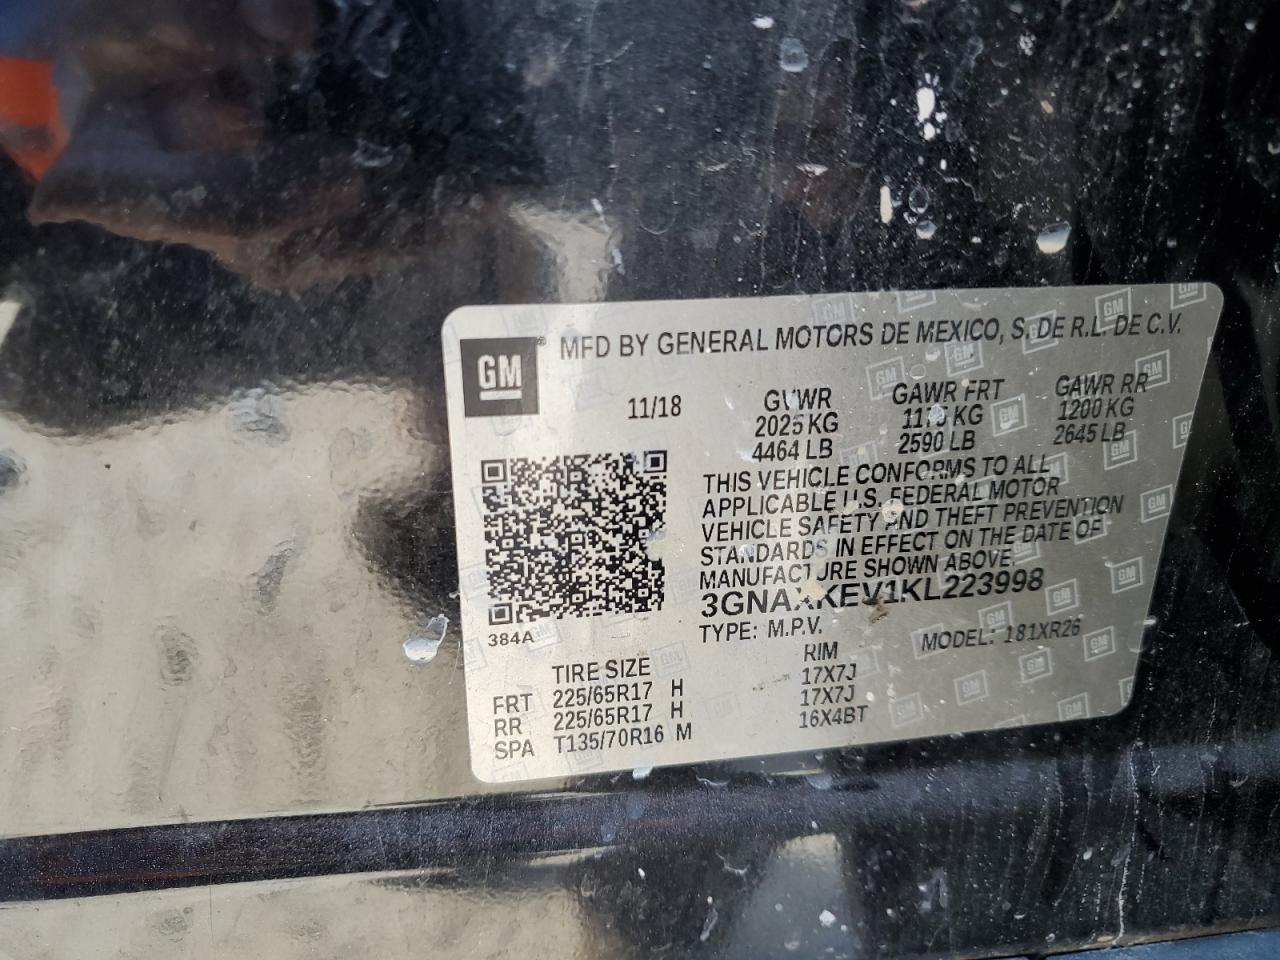 GM® MFD BY GENERAL MOTORS DE MEXICO, S. DE R.L. DE C.V.
11/18
GVWR GAWR FRT GAWR RR
2025 KG 1175 KG 1200 KG
4464 LB 2590 LB 2645 LB
THIS VEHICLE CONFORMS TO ALL
APPLICABLE U.S. FEDERAL MOTOR
VEHICLE SAFETY AND THEFT PREVENTION
STANDARDS IN EFFECT ON THE DATE OF
MANUFACTURE SHOWN ABOVE.
3GNAXKEV1KL223998
384A TYPE: M.P.V. MODEL: 181XR26
TIRE SIZE RIM
FRT 225/65R17 H 17X7J
RR 225/65R17 H 17X7J
SPA T135/70R16 M 16X4BT